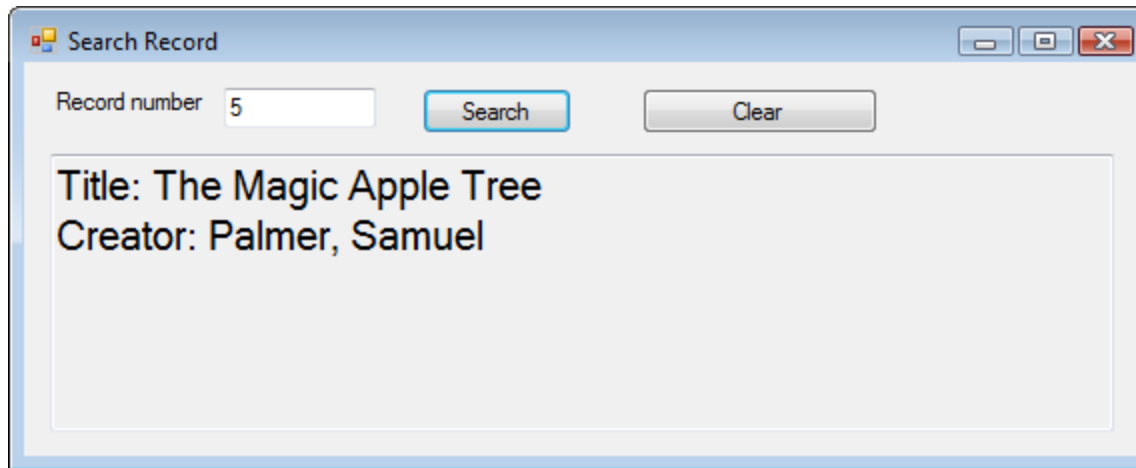 Search Record
Record number 5 Search Clear
Title: The Magic Apple Tree
Creator: Palmer, Samuel